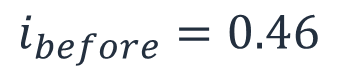 i_before = 0.46